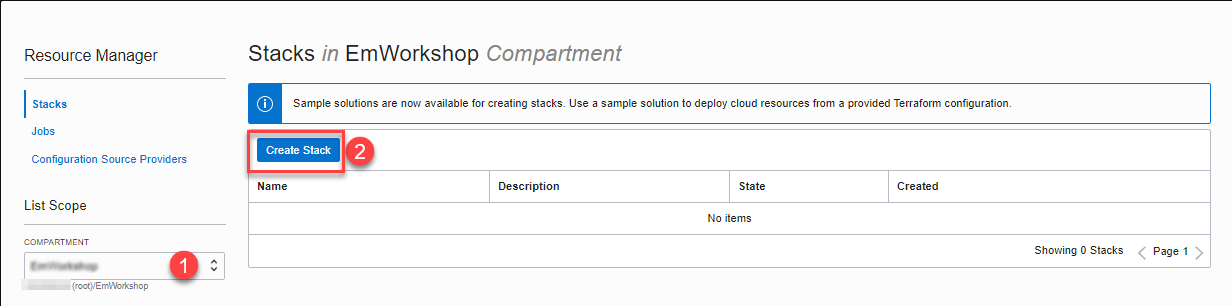 Resource Manager
Stacks
Jobs
Configuration Source Providers
List Scope
COMPARTMENT
EmWorkshop
1
(root)/EmWorkshop
Stacks in EmWorkshop Compartment
Sample solutions are now available for creating stacks. Use a sample solution to deploy cloud resources from a provided Terraform configuration.
Create Stack
2
Name Description State Created
No items
Showing 0 Stacks Page 1